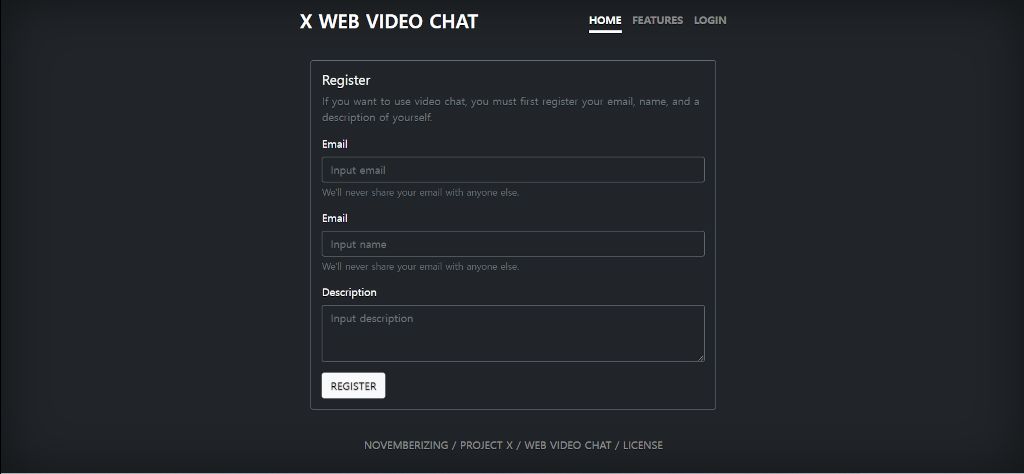 X WEB VIDEO CHAT
HOME FEATURES LOGIN
Register
If you want to use video chat, you must first register your email, name, and a
description of yourself.
Email
Input email
We'll never share your email with anyone else.
Email
Input name
We'll never share your email with anyone else.
Description
Input description
REGISTER
NOVEMBERIZING / PROJECT X / WEB VIDEO CHAT / LICENSE